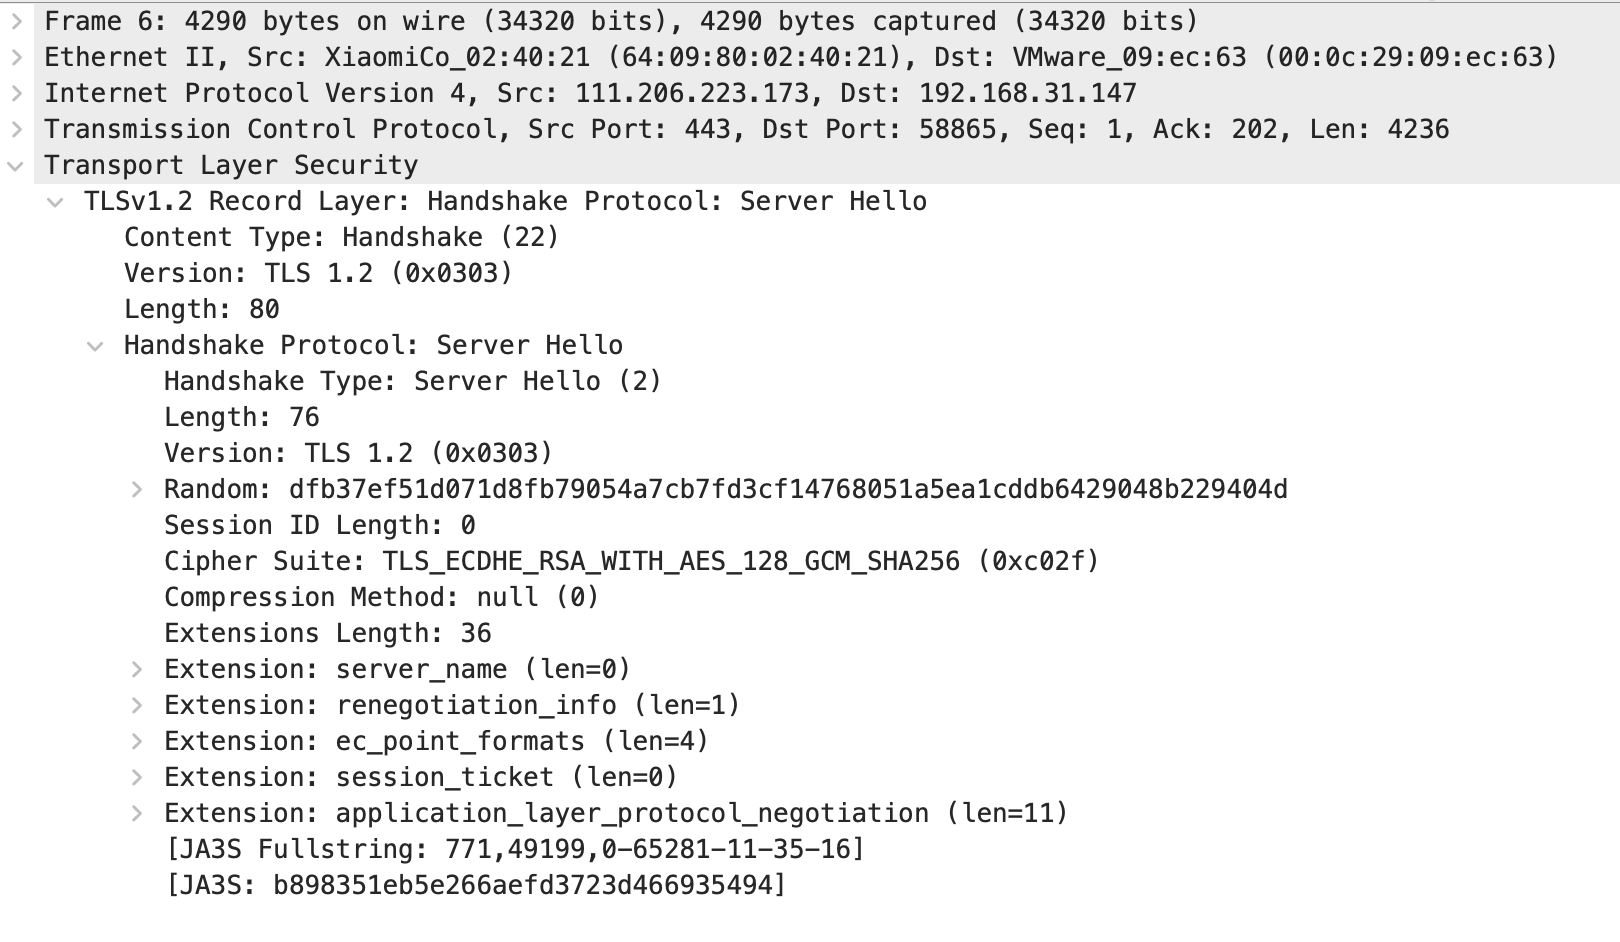 Frame 6: 4290 bytes on wire (34320 bits), 4290 bytes captured (34320 bits)
Ethernet II, Src: XiaomiCo_02:40:21 (64:09:80:02:40:21), Dst: VMware_09:ec:63 (00:0c:29:09:ec:63)
Internet Protocol Version 4, Src: 111.206.223.173, Dst: 192.168.31.147
Transmission Control Protocol, Src Port: 443, Dst Port: 58865, Seq: 1, Ack: 202, Len: 4236
Transport Layer Security
TLSv1.2 Record Layer: Handshake Protocol: Server Hello
Content Type: Handshake (22)
Version: TLS 1.2 (0x0303)
Length: 80
Handshake Protocol: Server Hello
Handshake Type: Server Hello (2)
Length: 76
Version: TLS 1.2 (0x0303)
Random: dfb37ef51d071d8fb79054a7cb7fd3cf14768051a5ea1cddb6429048b229404d
Session ID Length: 0
Cipher Suite: TLS_ECDHE_RSA_WITH_AES_128_GCM_SHA256 (0xc02f)
Compression Method: null (0)
Extensions Length: 36
Extension: server_name (len=0)
Extension: renegotiation_info (len=1)
Extension: ec_point_formats (len=4)
Extension: session_ticket (len=0)
Extension: application_layer_protocol_negotiation (len=11)
[JA3S Fullstring: 771,49199,0-65281-11-35-16]
[JA3S: b898351eb5e266aefd3723d466935494]